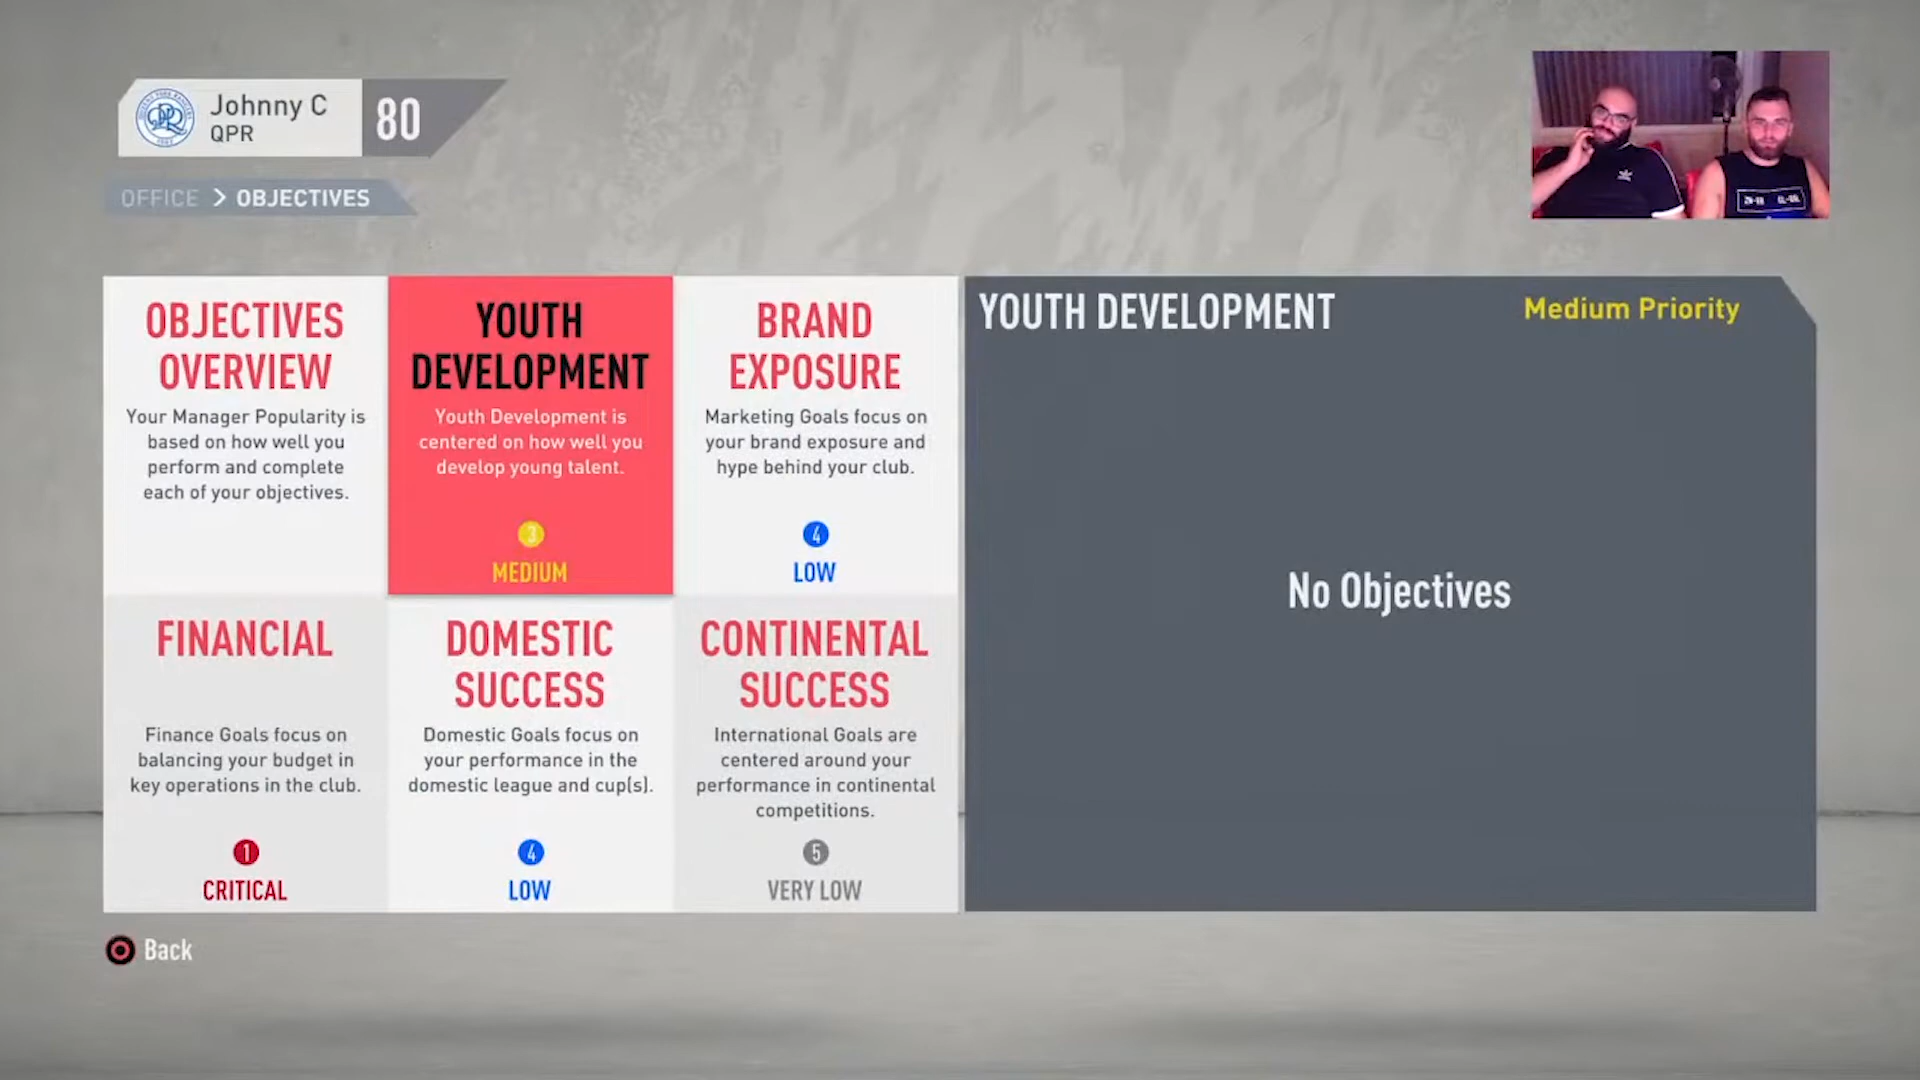 Johnny C
QPR
80
OFFICE > OBJECTIVES
OBJECTIVES
OVERVIEW
Your Manager Popularity is
based on how well you
perform and complete
each of your objectives.
YOUTH
DEVELOPMENT
Youth Development is
centered on how well you
develop young talent.
3
MEDIUM
BRAND
EXPOSURE
Marketing Goals focus on
your brand exposure and
hype behind your club.
4
LOW
FINANCIAL
Finance Goals focus on
balancing your budget in
key operations in the club.
1
CRITICAL
DOMESTIC
SUCCESS
Domestic Goals focus on
your performance in the
domestic league and cup(s).
4
LOW
CONTINENTAL
SUCCESS
International Goals are
centered around your
performance in continental
competitions.
5
VERY LOW
YOUTH DEVELOPMENT
Medium Priority
No Objectives
Back